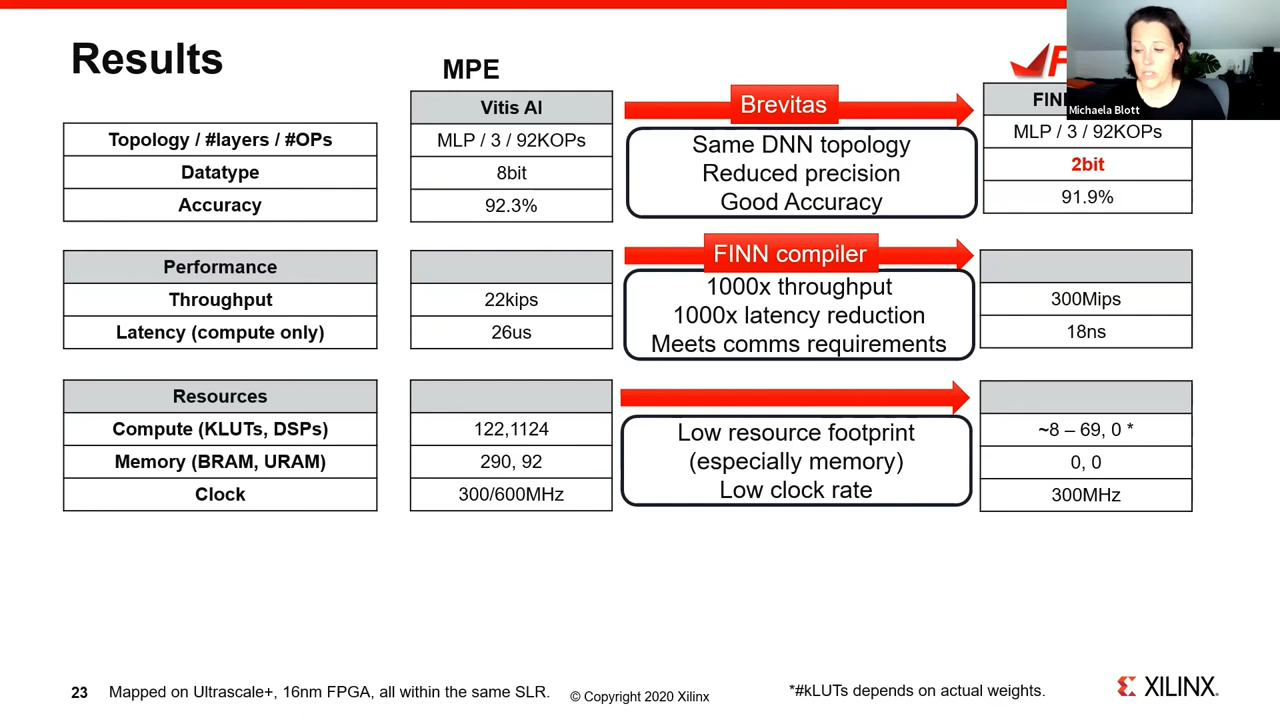 Results
MPE
Vitis AI
Brevitas
Michaela Blott
Topology / #layers / #OPs
MLP / 3 / 92KOPs
Same DNN topology
MLP / 3 / 92KOPs
Datatype
8bit
Reduced precision
2bit
Accuracy
92.3%
Good Accuracy
91.9%
FINN compiler
Performance
1000x throughput
Throughput
22kips
1000x latency reduction
300Mips
Latency (compute only)
26us
Meets comms requirements
18ns
Resources
Compute (KLUTs, DSPs)
122,1124
Low resource footprint
~8 – 69, 0 *
Memory (BRAM, URAM)
290, 92
(especially memory)
0, 0
Clock
300/600MHz
Low clock rate
300MHz
23 Mapped on Ultrascale+, 16nm FPGA, all within the same SLR.
© Copyright 2020 Xilinx
*#kLUTs depends on actual weights.
XILINX.